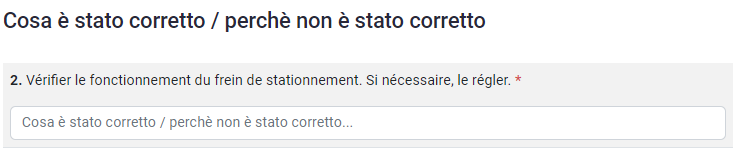 Cosa è stato corretto / perchè non è stato corretto
2. Vérifier le fonctionnement du frein de stationnement. Si nécessaire, le régler. *
Cosa è stato corretto / perchè non è stato corretto...